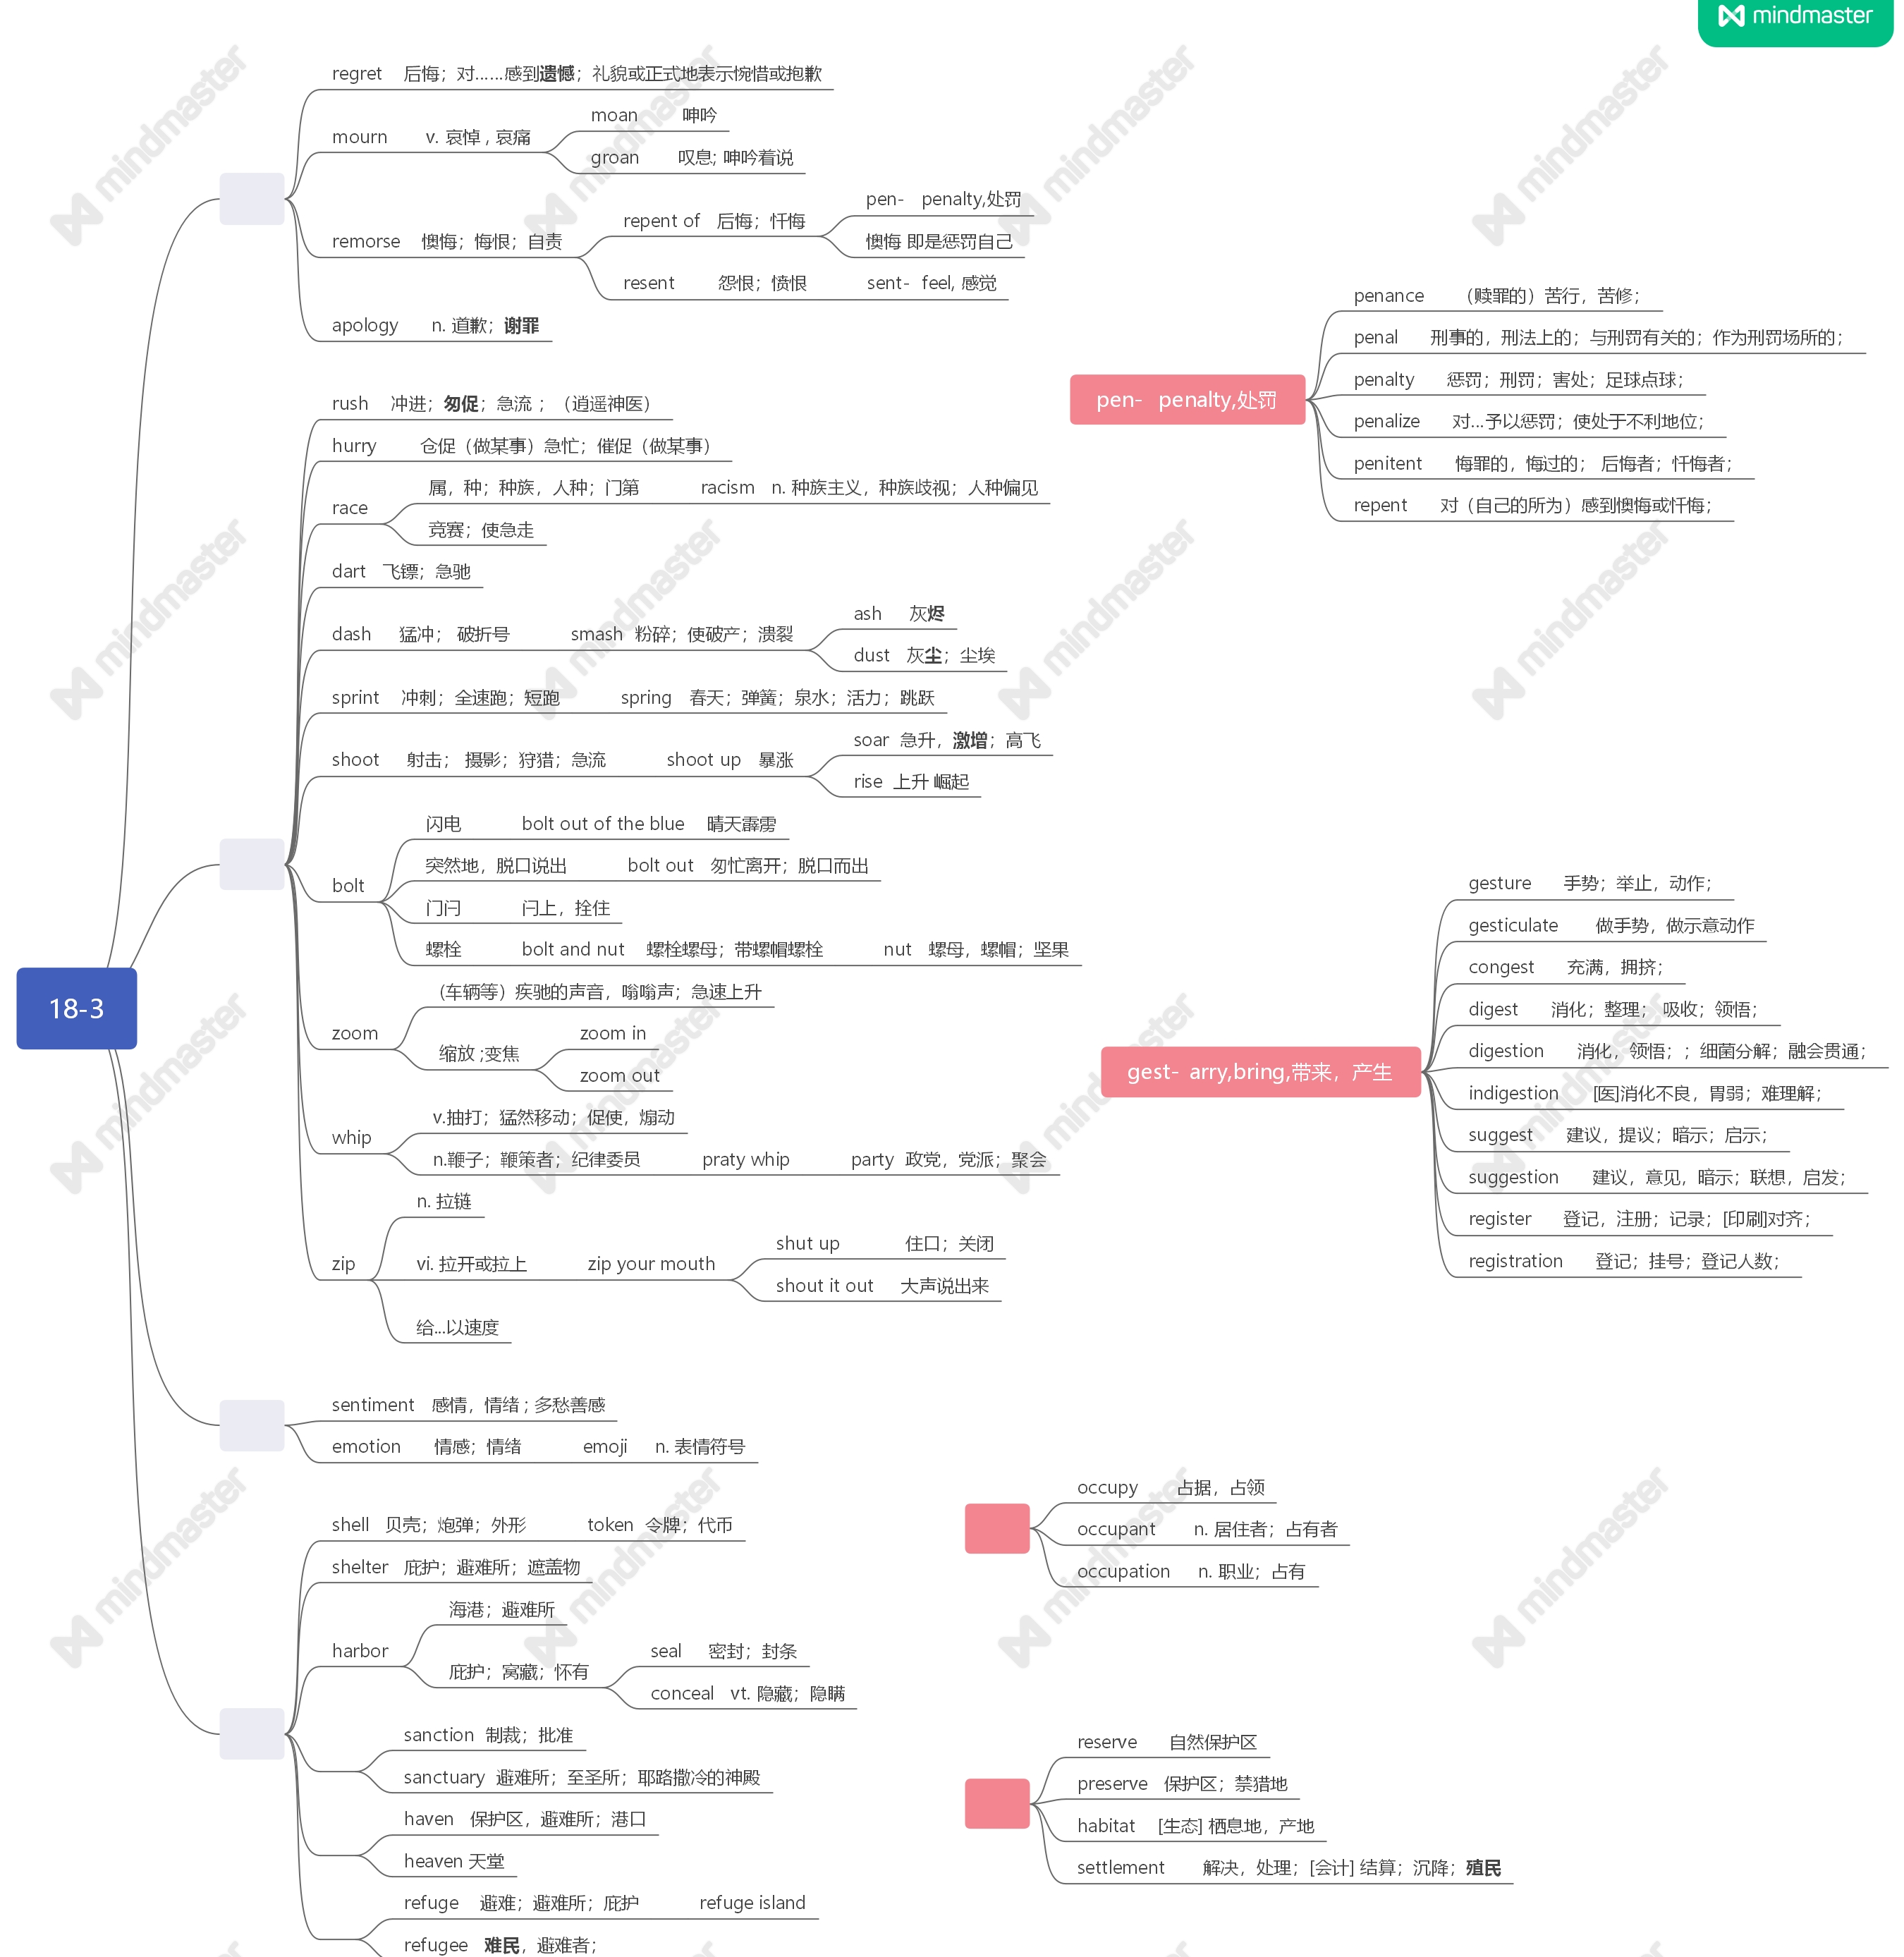 mindmaster
18-3
regret 后悔；对……感到遗憾；礼貌或正式地表示惋惜或抱歉
mourn v. 哀悼 , 哀痛
moan 呻吟
groan 叹息; 呻吟着说
remorse 懊悔；悔恨；自责
repent of 后悔；忏悔
pen- penalty,处罚
懊悔 即是惩罚自己
resent 怨恨；愤恨 sent- feel, 感觉
apology n. 道歉；谢罪
rush 冲进；匆促；急流 ；（逍遥神医）
hurry 仓促（做某事）急忙；催促（做某事）
race
属，种；种族，人种；门第 racism n. 种族主义，种族歧视；人种偏见
竞赛；使急走
dart 飞镖；急驰
dash 猛冲； 破折号 smash 粉碎；使破产；溃裂
ash 灰烬
dust 灰尘；尘埃
sprint 冲刺；全速跑；短跑 spring 春天；弹簧；泉水；活力；跳跃
shoot 射击； 摄影；狩猎；急流 shoot up 暴涨
soar 急升，激增；高飞
rise 上升 崛起
bolt
闪电 bolt out of the blue 晴天霹雳
突然地，脱口说出 bolt out 匆忙离开；脱口而出
门闩 闩上，拴住
螺栓 bolt and nut 螺栓螺母；带螺帽螺栓 nut 螺母，螺帽；坚果
zoom
(车辆等）疾驰的声音，嗡嗡声；急速上升
缩放 ;变焦
zoom in
zoom out
whip
v.抽打；猛然移动；促使，煽动
n.鞭子；鞭策者；纪律委员 praty whip party 政党，党派；聚会
zip
n. 拉链
vi. 拉开或拉上 zip your mouth
shut up 住口；关闭
shout it out 大声说出来
给...以速度
sentiment 感情，情绪 ; 多愁善感
emotion 情感；情绪 emoji n. 表情符号
shell 贝壳；炮弹；外形 token 令牌；代币
shelter 庇护；避难所；遮盖物
harbor
海港；避难所
庇护；窝藏；怀有
seal 密封；封条
conceal vt. 隐藏；隐瞒
sanction 制裁；批准
sanctuary 避难所；至圣所；耶路撒冷的神殿
haven 保护区，避难所；港口
heaven 天堂
refuge 避难；避难所；庇护 refuge island
refugee 难民，避难者；
pen- penalty,处罚
penance （赎罪的）苦行，苦修；
penal 刑事的，刑法上的；与刑罚有关的；作为刑罚场所的；
penalty 惩罚；刑罚；害处；足球点球；
penalize 对...予以惩罚；使处于不利地位；
penitent 悔罪的，悔过的； 后悔者；忏悔者；
repent 对（自己的所为）感到懊悔或忏悔；
gest- arry,bring,带来，产生
gesture 手势；举止，动作；
gesticulate 做手势，做示意动作
congest 充满，拥挤；
digest 消化；整理； 吸收；领悟；
digestion 消化，领悟；；细菌分解；融会贯通；
indigestion [医]消化不良，胃弱；难理解；
suggest 建议，提议；暗示；启示；
suggestion 建议，意见，暗示；联想，启发；
register 登记，注册；记录；[印刷]对齐；
registration 登记；挂号；登记人数；
occupy 占据，占领
occupant n. 居住者；占有者
occupation n. 职业；占有
reserve 自然保护区
preserve 保护区；禁猎地
habitat [生态] 栖息地，产地
settlement 解决，处理；[会计] 结算；沉降；殖民